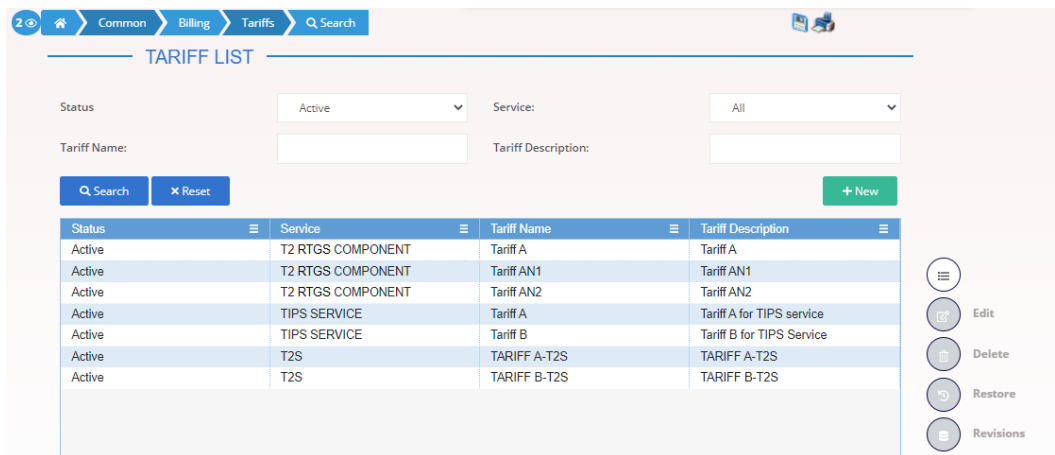 2 Common Billing Tariffs Search
TARIFF LIST
Status Active Service: All
Tariff Name: Tariff Description:
Search Reset New
Status Service Tariff Name Tariff Description
Active T2 RTGS COMPONENT Tariff A Tariff A
Active T2 RTGS COMPONENT Tariff AN1 Tariff AN1
Active T2 RTGS COMPONENT Tariff AN2 Tariff AN2
Active TIPS SERVICE Tariff A Tariff A for TIPS service
Active TIPS SERVICE Tariff B Tariff B for TIPS Service
Active T2S TARIFF A-T2S TARIFF A-T2S
Active T2S TARIFF B-T2S TARIFF B-T2S
Edit
Delete
Restore
Revisions